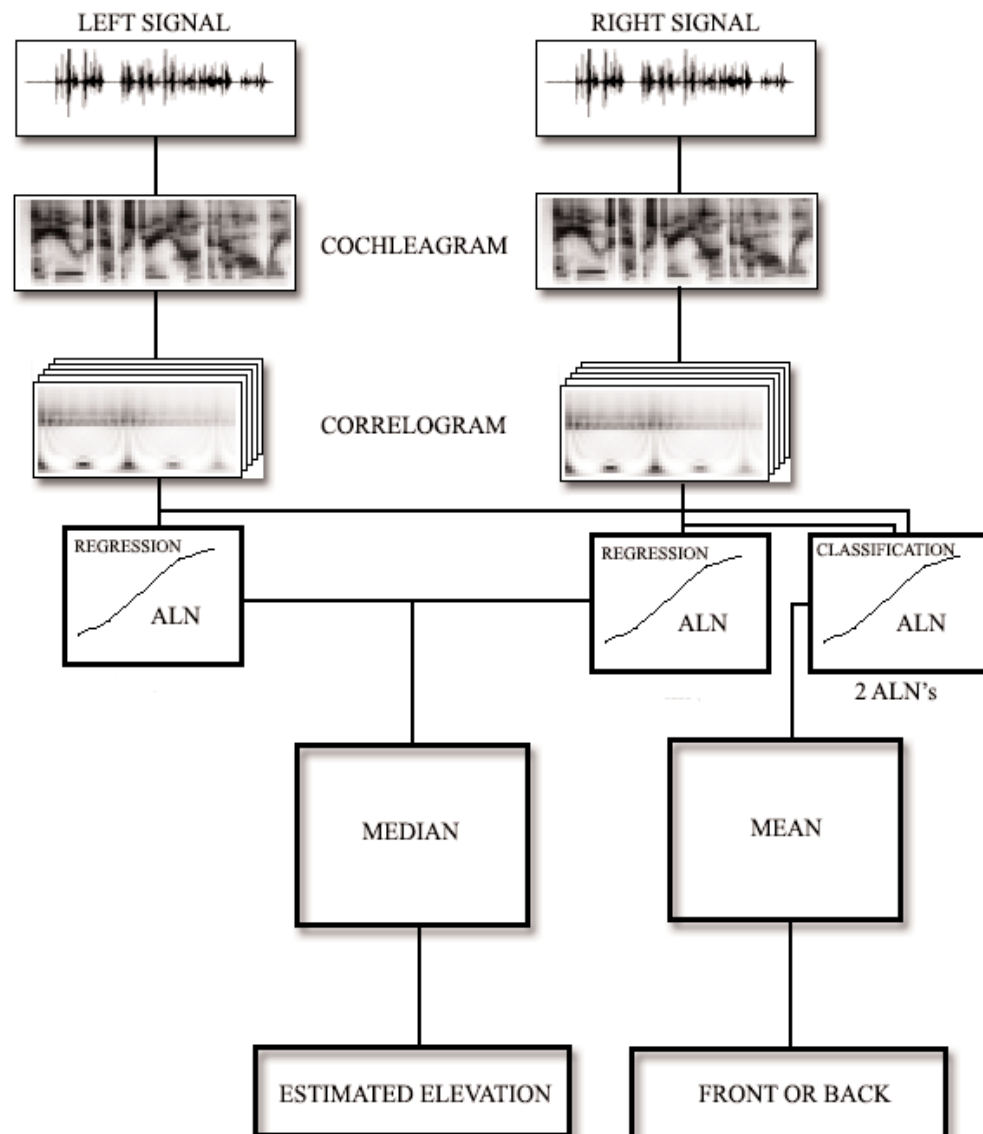 LEFT SIGNAL
RIGHT SIGNAL
COCHLEAGRAM
CORRELOGRAM
REGRESSION
ALN
REGRESSION
ALN
CLASSIFICATION
ALN
2 ALN's
MEDIAN
MEAN
ESTIMATED ELEVATION
FRONT OR BACK